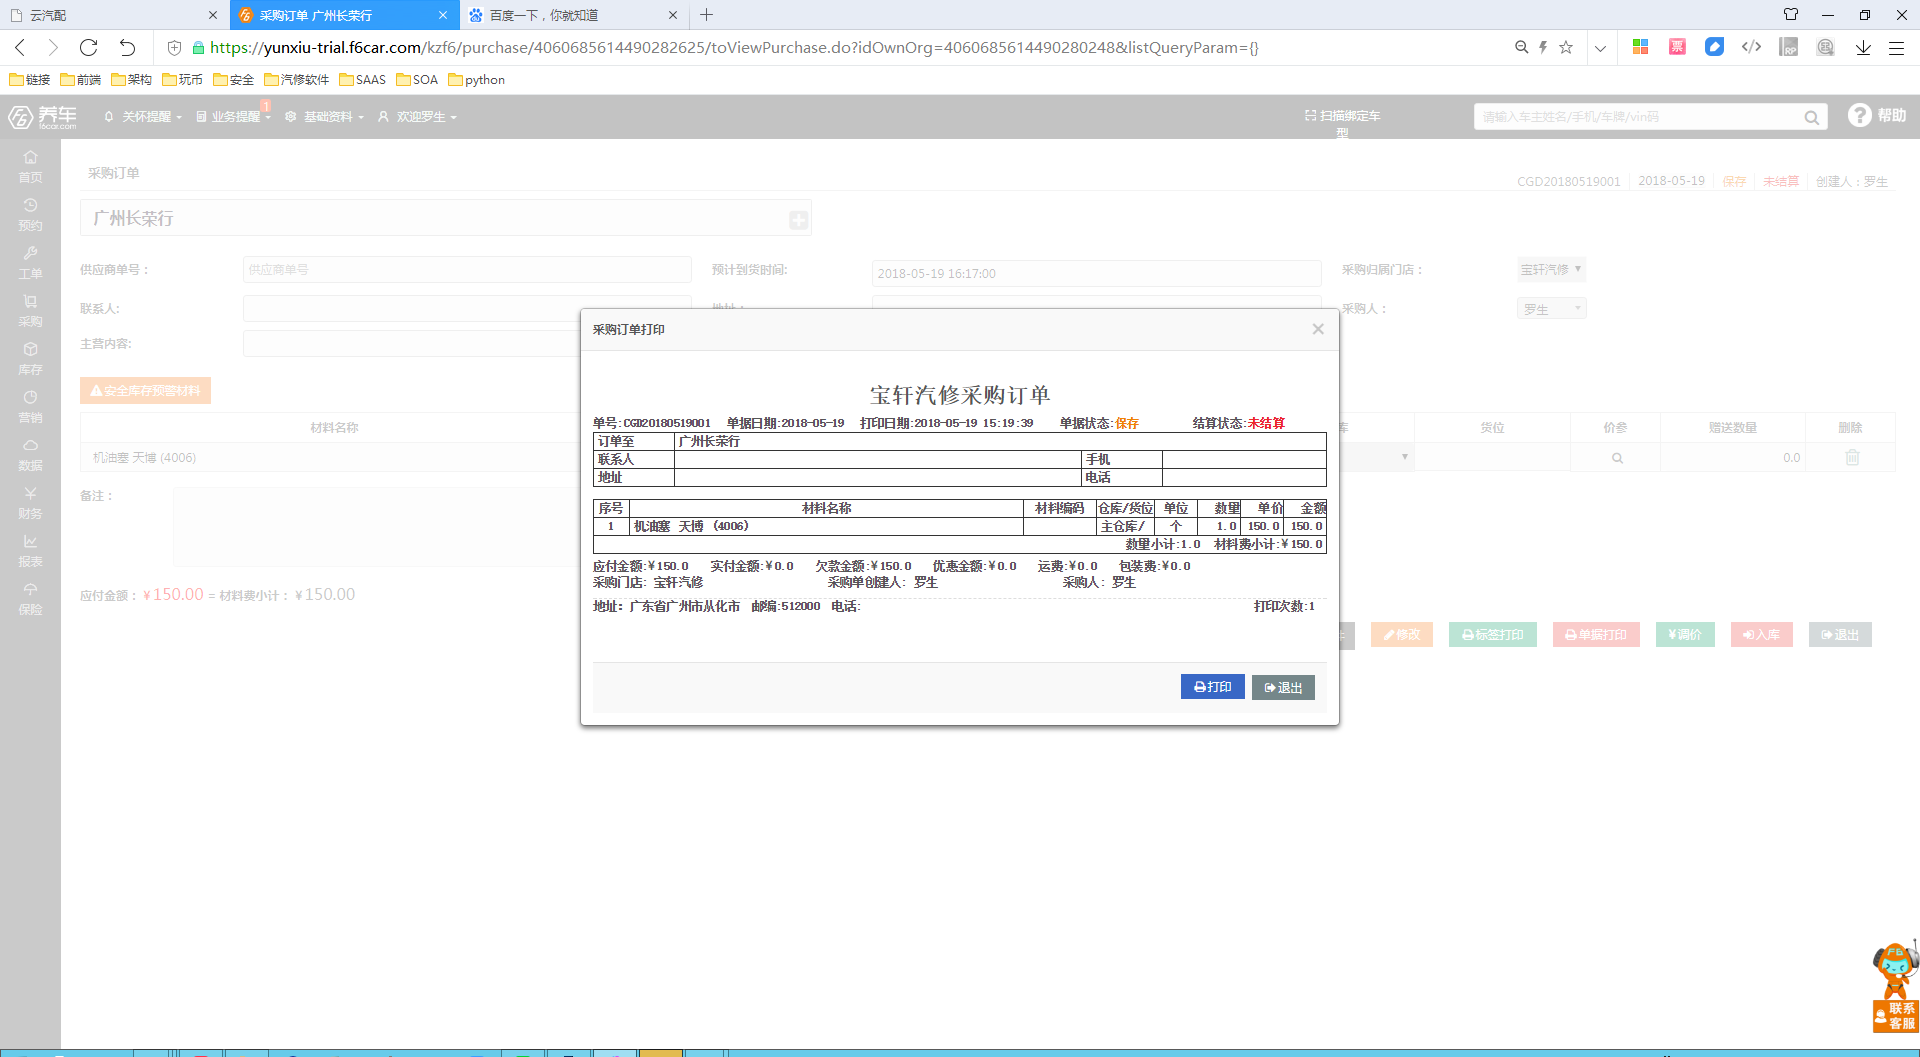 云汽配
采购订单 广州长荣行
百度一下，你就知道
https://yunxiu-trial.f6car.com/kzf6/purchase/4060685614490282625/toViewPurchase.do?idOwnOrg=4060685614490280248&listQueryParam={}
链接 前端 架构 玩币 安全 汽修软件 SAAS SOA python
F6 养车 f6car.com 关怀提醒 业务提醒 1 基础资料 欢迎罗生 扫描绑定车型 请输入车主姓名/手机/车牌/vin码 帮助
首页
预约
工单
采购
库存
营销
数据
财务
报表
保险
采购订单
CGD20180519001 2018-05-19 保存 未结算 创建人：罗生
广州长荣行
供应商单号： 供应商单号 预计到货时间: 2018-05-19 16:17:00 采购归属门店： 宝轩汽修
联系人: 地址： 采购人： 罗生
主营内容:
安全库存预警材料
材料名称 库 货位 价参 赠送数量 删除
机油塞 天博 (4006) 0.0
备注：
应付金额：¥150.00 = 材料费小计：¥150.00
修改 标签打印 单据打印 ¥调价 入库 退出
采购订单打印
宝轩汽修采购订单
单号:CGD20180519001 单据日期:2018-05-19 打印日期:2018-05-19 15:19:39 单据状态:保存 结算状态:未结算
订单至 广州长荣行
联系人 手机
地址 电话
序号 材料名称 材料编码 仓库/货位 单位 数量 单价 金额
1 机油塞 天博 (4006) 主仓库/ 个 1.0 150.0 150.0
数量小计:1.0 材料费小计:¥150.0
应付金额:¥150.0 实付金额:¥0.0 欠款金额:¥150.0 优惠金额:¥0.0 运费:¥0.0 包装费:¥0.0
采购门店: 宝轩汽修 采购单创建人: 罗生 采购人: 罗生
地址: 广东省广州市从化市 邮编:512000 电话: 打印次数:1
打印 退出
F6
联系客服